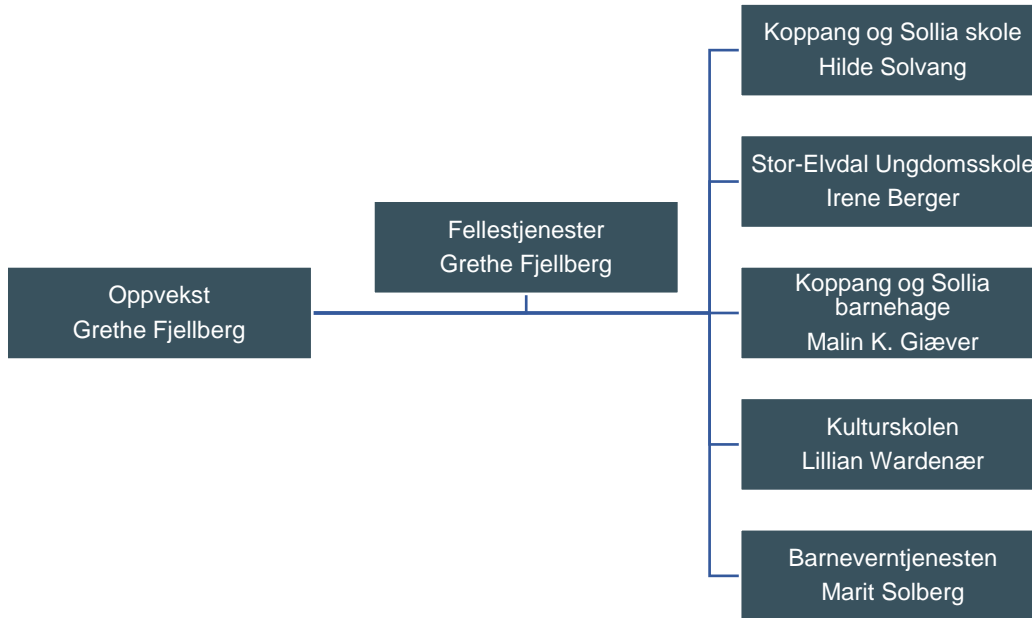 Oppvekst
Grethe Fjellberg
Fellestjenester
Grethe Fjellberg
Koppang og Sollia skole
Hilde Solvang
Stor-Elvdal Ungdomsskole
Irene Berger
Koppang og Sollia
barnehage
Malin K. Giæver
Kulturskolen
Lillian Wardenær
Barneverntjenesten
Marit Solberg